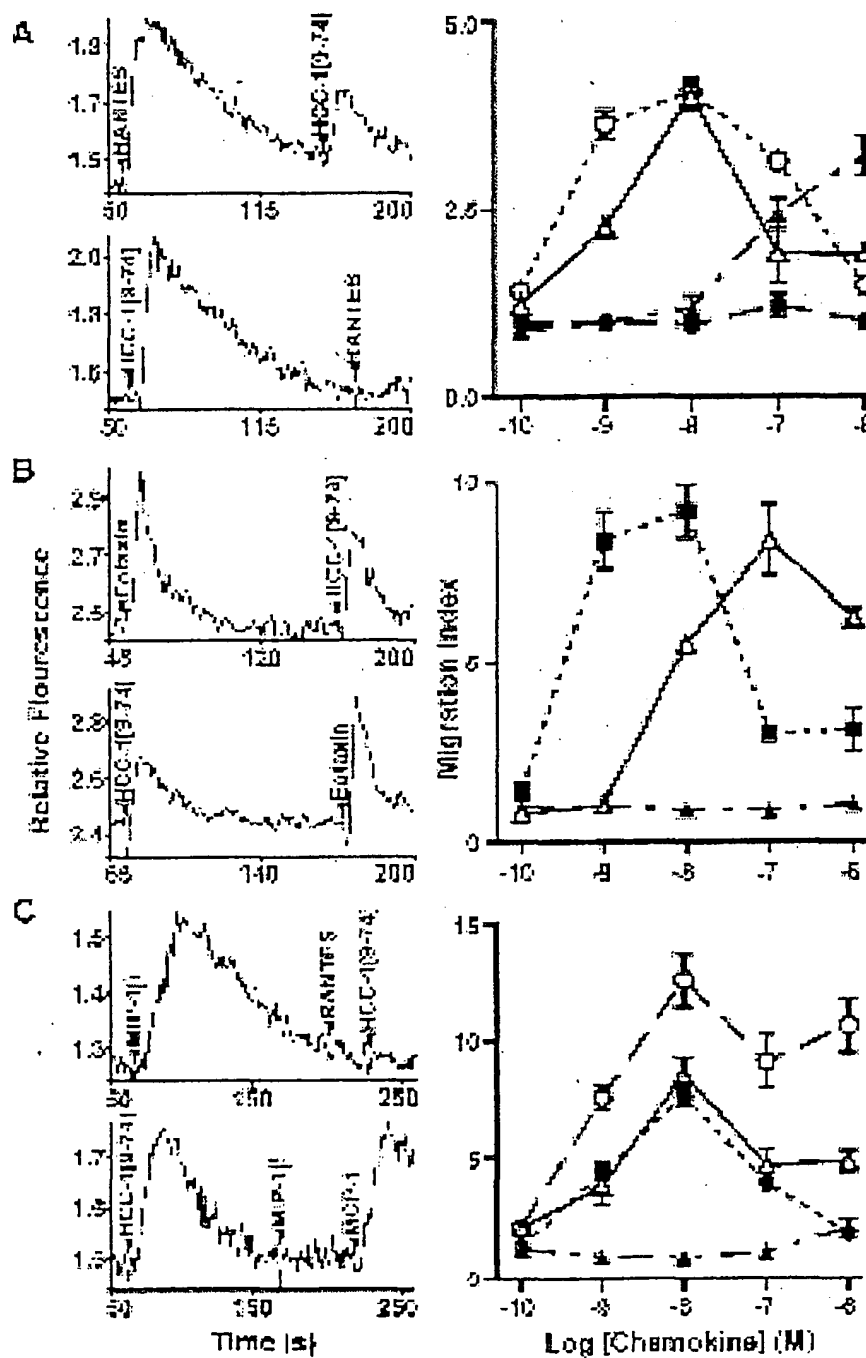 A
1.9
1.7
1.5
RANTES
HCC-1[9-74]
50
115
200
5.0
2.5
0.0
-10
-9
-8
-7
-6
2.0
1.8
1.6
HCC-1[9-74]
RANTES
50
115
200
B
2.9
2.7
2.5
Eotaxin
HCC-1[9-74]
120
200
10
5
0
-10
-9
-8
-7
-6
2.8
2.6
2.4
HCC-1[9-74]
Eotaxin
68
140
200
Relative Flourescence
Migration Index
C
1.5
1.4
1.3
MIP-1β
RANTES
HCC-1[9-74]
50
150
250
15
10
5
0
-10
-9
-8
-7
-6
1.7
1.6
HCC-1[9-74]
MIP-1β
MCP-1
50
150
250
Time [s]
Log [Chemokine] (M)